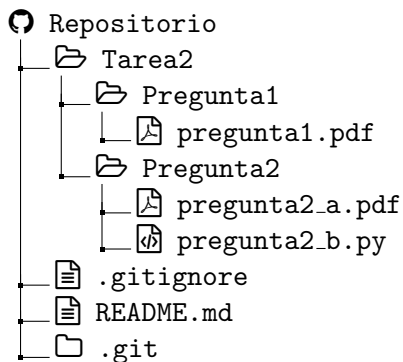 Repositorio
Tarea2
Pregunta1
pregunta1.pdf
Pregunta2
pregunta2_a.pdf
pregunta2_b.py
.gitignore
README.md
.git